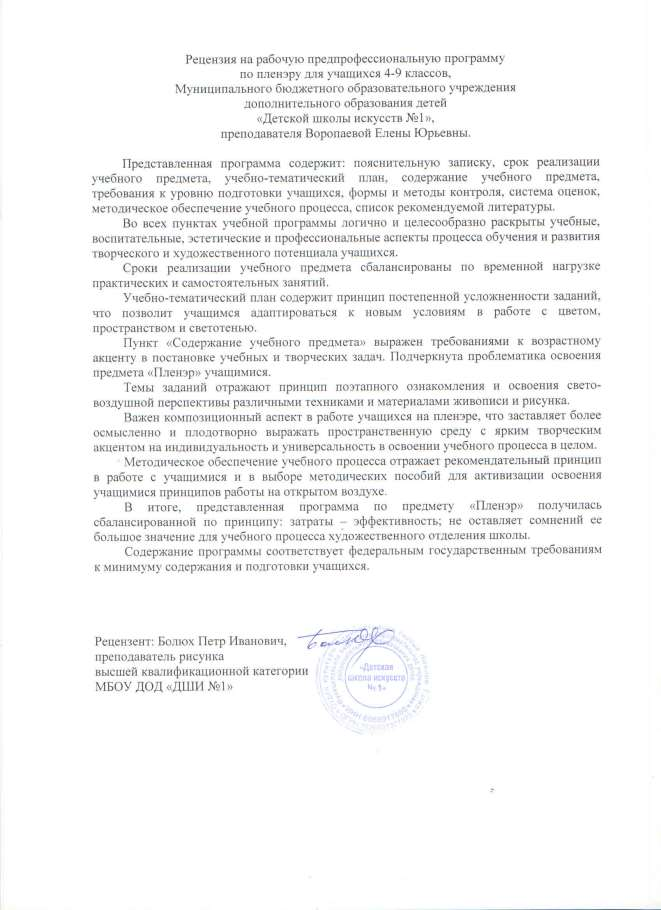 Рецензия на рабочую предпрофессиональную программу
по пленэру для учащихся 4-9 классов,
Муниципального бюджетного образовательного учреждения
дополнительного образования детей
«Детской школы искусств №1»,
преподавателя Воропаевой Елены Юрьевны.
Представленная программа содержит: пояснительную записку, срок реализации
учебного предмета, учебно-тематический план, содержание учебного предмета,
требования к уровню подготовки учащихся, формы и методы контроля, система оценок,
методическое обеспечение учебного процесса, список рекомендуемой литературы.
Во всех пунктах учебной программы логично и целесообразно раскрыты учебные,
воспитательные, эстетические и профессиональные аспекты процесса обучения и развития
творческого и художественного потенциала учащихся.
Сроки реализации учебного предмета сбалансированы по временной нагрузке
практических и самостоятельных занятий.
Учебно-тематический план содержит принцип постепенной усложненности заданий,
что позволит учащимся адаптироваться к новым условиям в работе с цветом,
пространством и светотенью.
Пункт «Содержание учебного предмета» выражен требованиями к возрастному
акценту в постановке учебных и творческих задач. Подчеркнута проблематика освоения
предмета «Пленэр» учащимися.
Темы заданий отражают принцип поэтапного ознакомления и освоения свето-
воздушной перспективы различными техниками и материалами живописи и рисунка.
Важен композиционный аспект в работе учащихся на пленэре, что заставляет более
осмысленно и плодотворно выражать пространственную среду с ярким творческим
акцентом на индивидуальность и универсальность в освоении учебного процесса в целом.
Методическое обеспечение учебного процесса отражает рекомендательный принцип
в работе с учащимися и в выборе методических пособий для активизации освоения
учащимися принципов работы на открытом воздухе.
В итоге, представленная программа по предмету «Пленэр» получилась
сбалансированной по принципу: затраты – эффективность; не оставляет сомнений ее
большое значение для учебного процесса художественного отделения школы.
Содержание программы соответствует федеральным государственным требованиям
к минимуму содержания и подготовки учащихся.
Рецензент: Болюх Петр Иванович,
преподаватель рисунка
высшей квалификационной категории
МБОУ ДОД «ДШИ №1»
«Детская
школа искусств
№ 1»